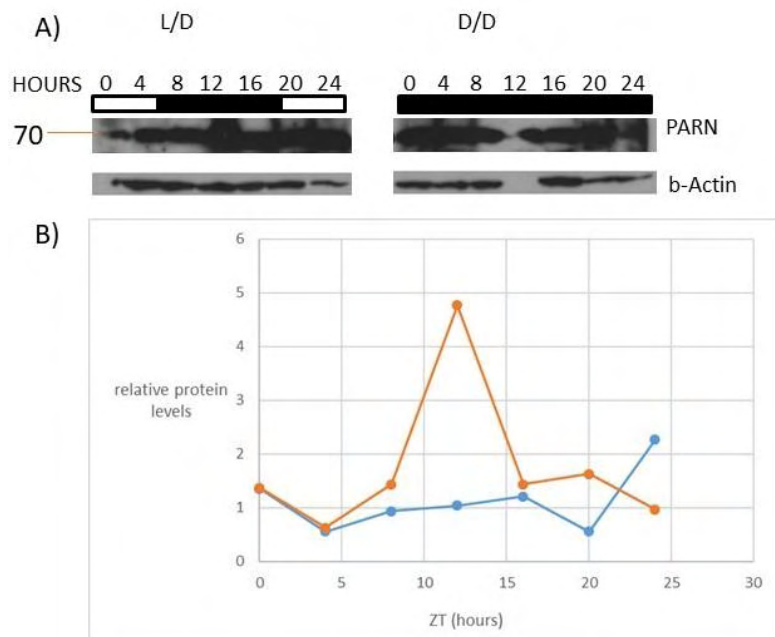 A) L/D D/D
HOURS 0 4 8 12 16 20 24 0 4 8 12 16 20 24
70 PARN
b-Actin
B)
6
5
4
3
2
1
0
relative protein
levels
0 5 10 15 20 25 30
ZT (hours)